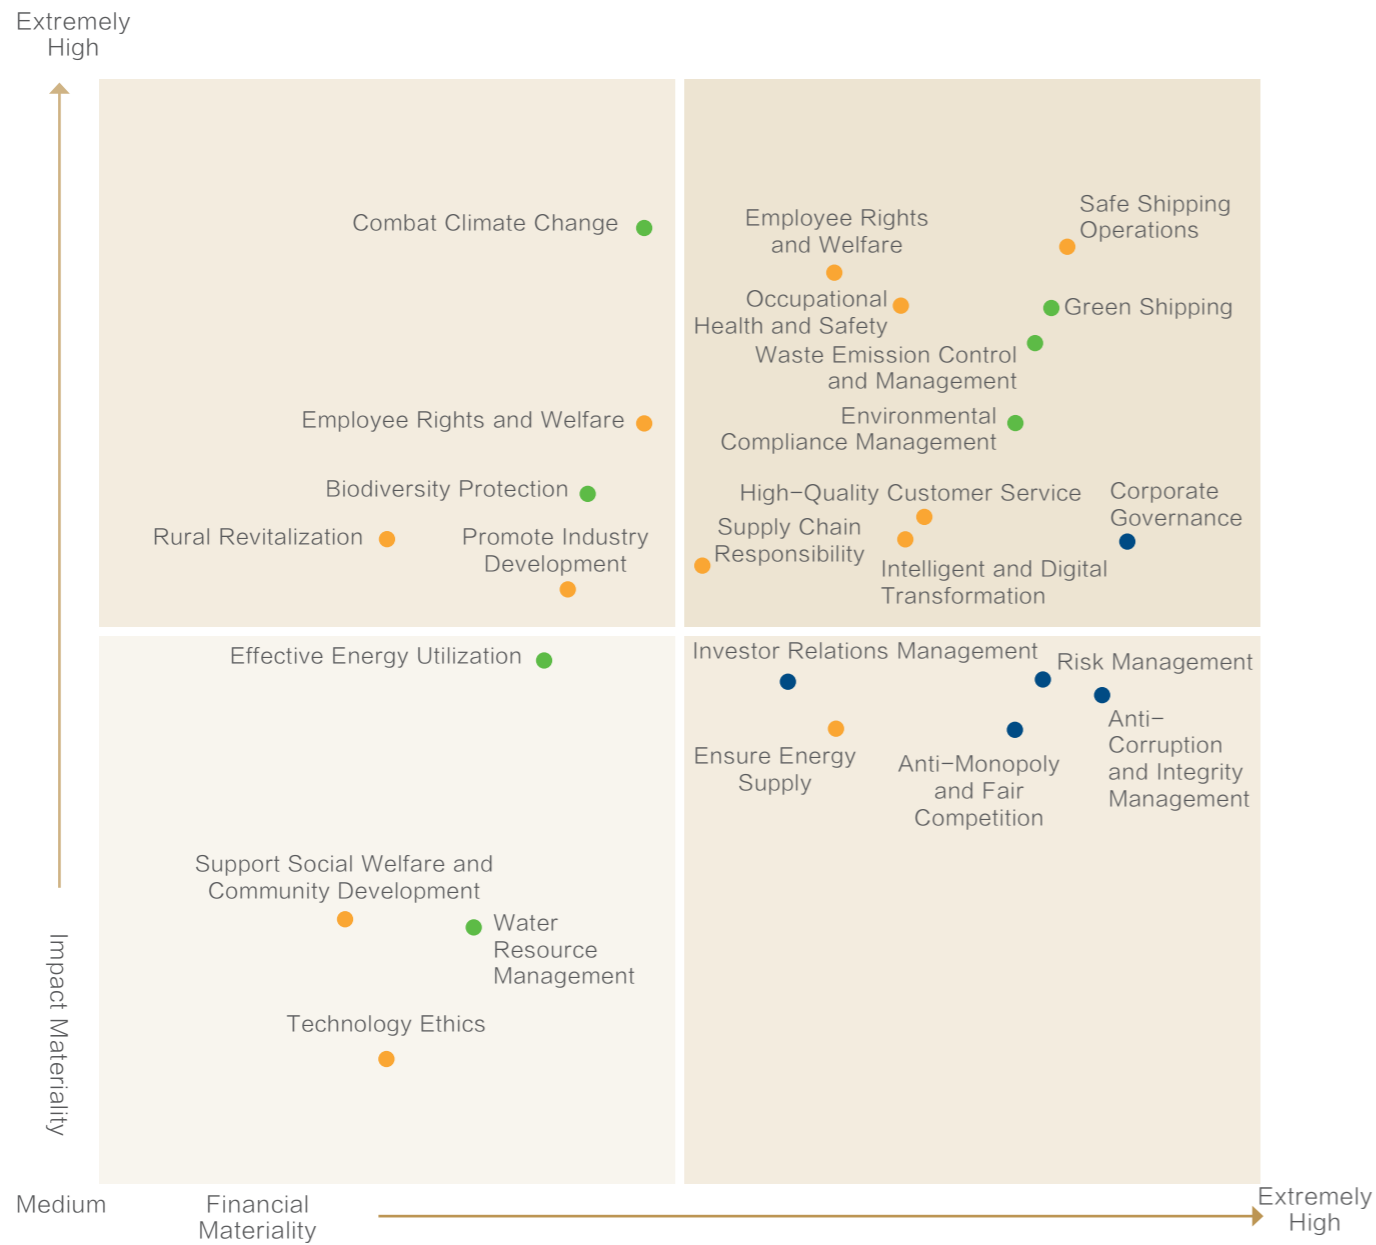 Extremely
High
Combat Climate Change
Employee Rights and Welfare
Biodiversity Protection
Rural Revitalization
Promote Industry
Development
Employee Rights
and Welfare
Safe Shipping
Operations
Occupational
Health and Safety
Green Shipping
Waste Emission Control
and Management
Environmental
Compliance Management
High-Quality Customer Service
Corporate
Governance
Supply Chain
Responsibility
Intelligent and Digital
Transformation
Effective Energy Utilization
Support Social Welfare and
Community Development
Water
Resource
Management
Technology Ethics
Investor Relations Management
Risk Management
Anti-
Corruption
and Integrity
Management
Ensure Energy
Supply
Anti-Monopoly
and Fair
Competition
Impact Materiality
Medium
Financial
Materiality
Extremely
High